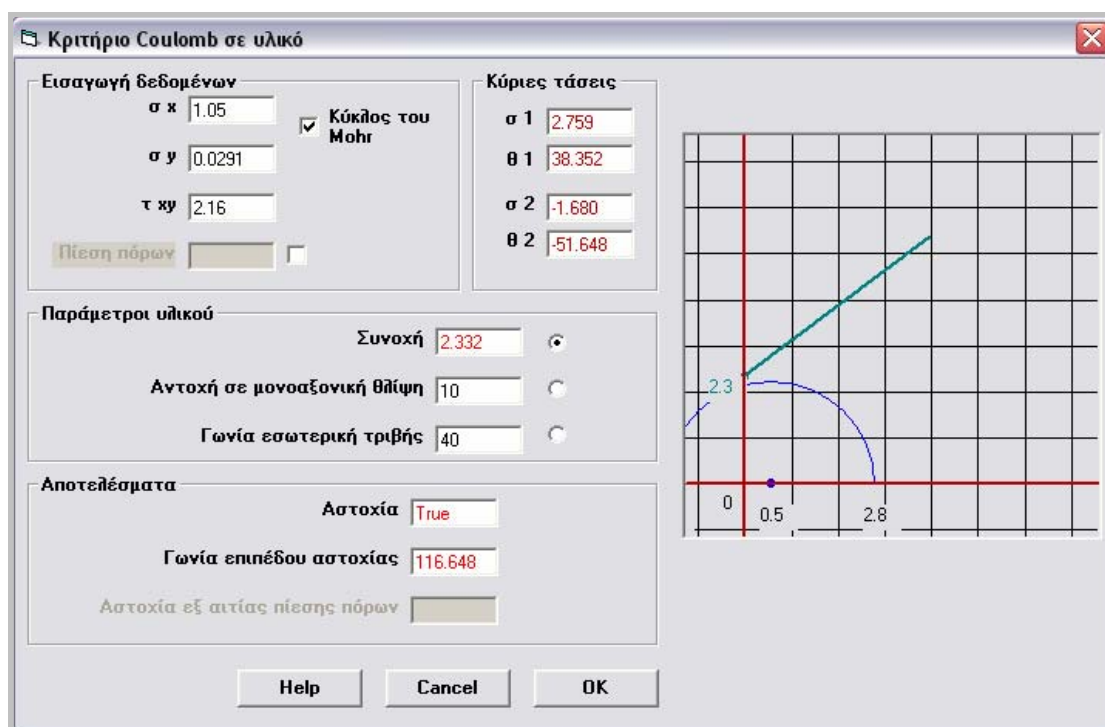 Κριτήριο Coulomb σε υλικό
Εισαγωγή δεδομένων
σ x 1.05
Κύκλος του
Mohr
σ y 0.0291
τ xy 2.16
Πίεση πόρων
Κύριες τάσεις
σ 1 2.759
θ 1 38.352
σ 2 -1.680
θ 2 -51.648
Παράμετροι υλικού
Συνοχή 2.332
Αντοχή σε μονοαξονική θλίψη 10
Γωνία εσωτερική τριβής 40
Αποτελέσματα
Αστοχία True
Γωνία επιπέδου αστοχίας 116.648
Αστοχία εξ αιτίας πίεσης πόρων
2.3
0
0.5
2.8
Help
Cancel
OK